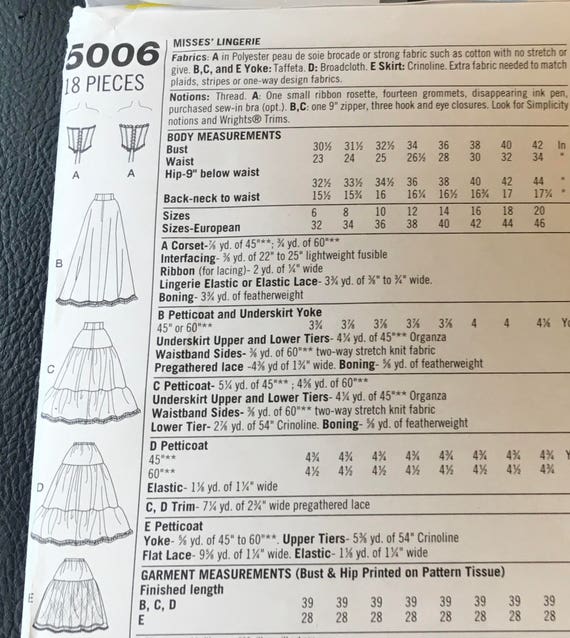 5006
18 PIECES
MISSES' LINGERIE
Fabrics: A in Polyester peau de soie brocade or strong fabric such as cotton with no stretch or
give. B,C, and E Yoke: Taffeta. D: Broadcloth. E Skirt: Crinoline. Extra fabric needed to match
plaids, stripes or one-way design fabrics.
Notions: Thread. A: One small ribbon rosette, fourteen grommets, disappearing ink pen,
purchased sew-in bra (opt.). B,C: one 9" zipper, three hook and eye closures. Look for Simplicity
notions and Wrights® Trims.
BODY MEASUREMENTS
Bust 30½ 31½ 32½ 34 36 38 40 42 In
Waist 23 24 25 26½ 28 30 32 34 "
Hip-9" below waist
32½ 33½ 34½ 36 38 40 42 44 "
Back-neck to waist 15½ 15¾ 16 16¼ 16½ 16¾ 17 17¼ "
Sizes 6 8 10 12 14 16 18 20
Sizes-European 32 34 36 38 40 42 44 46
A Corset-⅞ yd. of 45"**; ¾ yd. of 60"**
Interfacing- ⅝ yd. of 22" to 25" lightweight fusible
Ribbon (for lacing)- 2 yd. of ¼" wide
Lingerie Elastic or Elastic Lace- 3¾ yd. of ⅜" to ¾" wide.
Boning- 3¾ yd. of featherweight
B Petticoat and Underskirt Yoke
45" or 60"** 3¾ 3⅞ 3⅞ 3⅞ 3⅞ 4 4 4⅛
Underskirt Upper and Lower Tiers- 4¼ yd. of 45"** Organza
Waistband Sides- ⅜ yd. of 60"** two-way stretch knit fabric
Pregathered lace -4⅜ yd of 1¾" wide. Boning- ⅝ yd. of featherweight
C Petticoat- 5¼ yd. of 45"** ; 4⅝ yd. of 60"**
Underskirt Upper and Lower Tiers- 4¼ yd. of 45"** Organza
Waistband Sides- ⅜ yd. of 60"** two-way stretch knit fabric
Lower Tier- 2⅞ yd. of 54" Crinoline. Boning- ⅝ yd. of featherweight
D Petticoat
45"** 4¾ 4¾ 4¾ 4¾ 4¾ 4¾ 4¾ 4¾
60"** 4½ 4½ 4½ 4½ 4½ 4½ 4½ 4¾
Elastic- 1⅛ yd. of 1¼" wide
C, D Trim- 7¼ yd. of 2¾" wide pregathered lace
E Petticoat
Yoke- ⅝ yd. of 45" to 60"**. Upper Tiers- 5⅝ yd. of 54" Crinoline
Flat Lace- 9⅝ yd. of 1¼" wide. Elastic- 1⅛ yd. of 1¼" wide
GARMENT MEASUREMENTS (Bust & Hip Printed on Pattern Tissue)
Finished length
B, C, D 39 39 39 39 39 39 39 39
E 28 28 28 28 28 28 28 28
A A
B
C
D
E